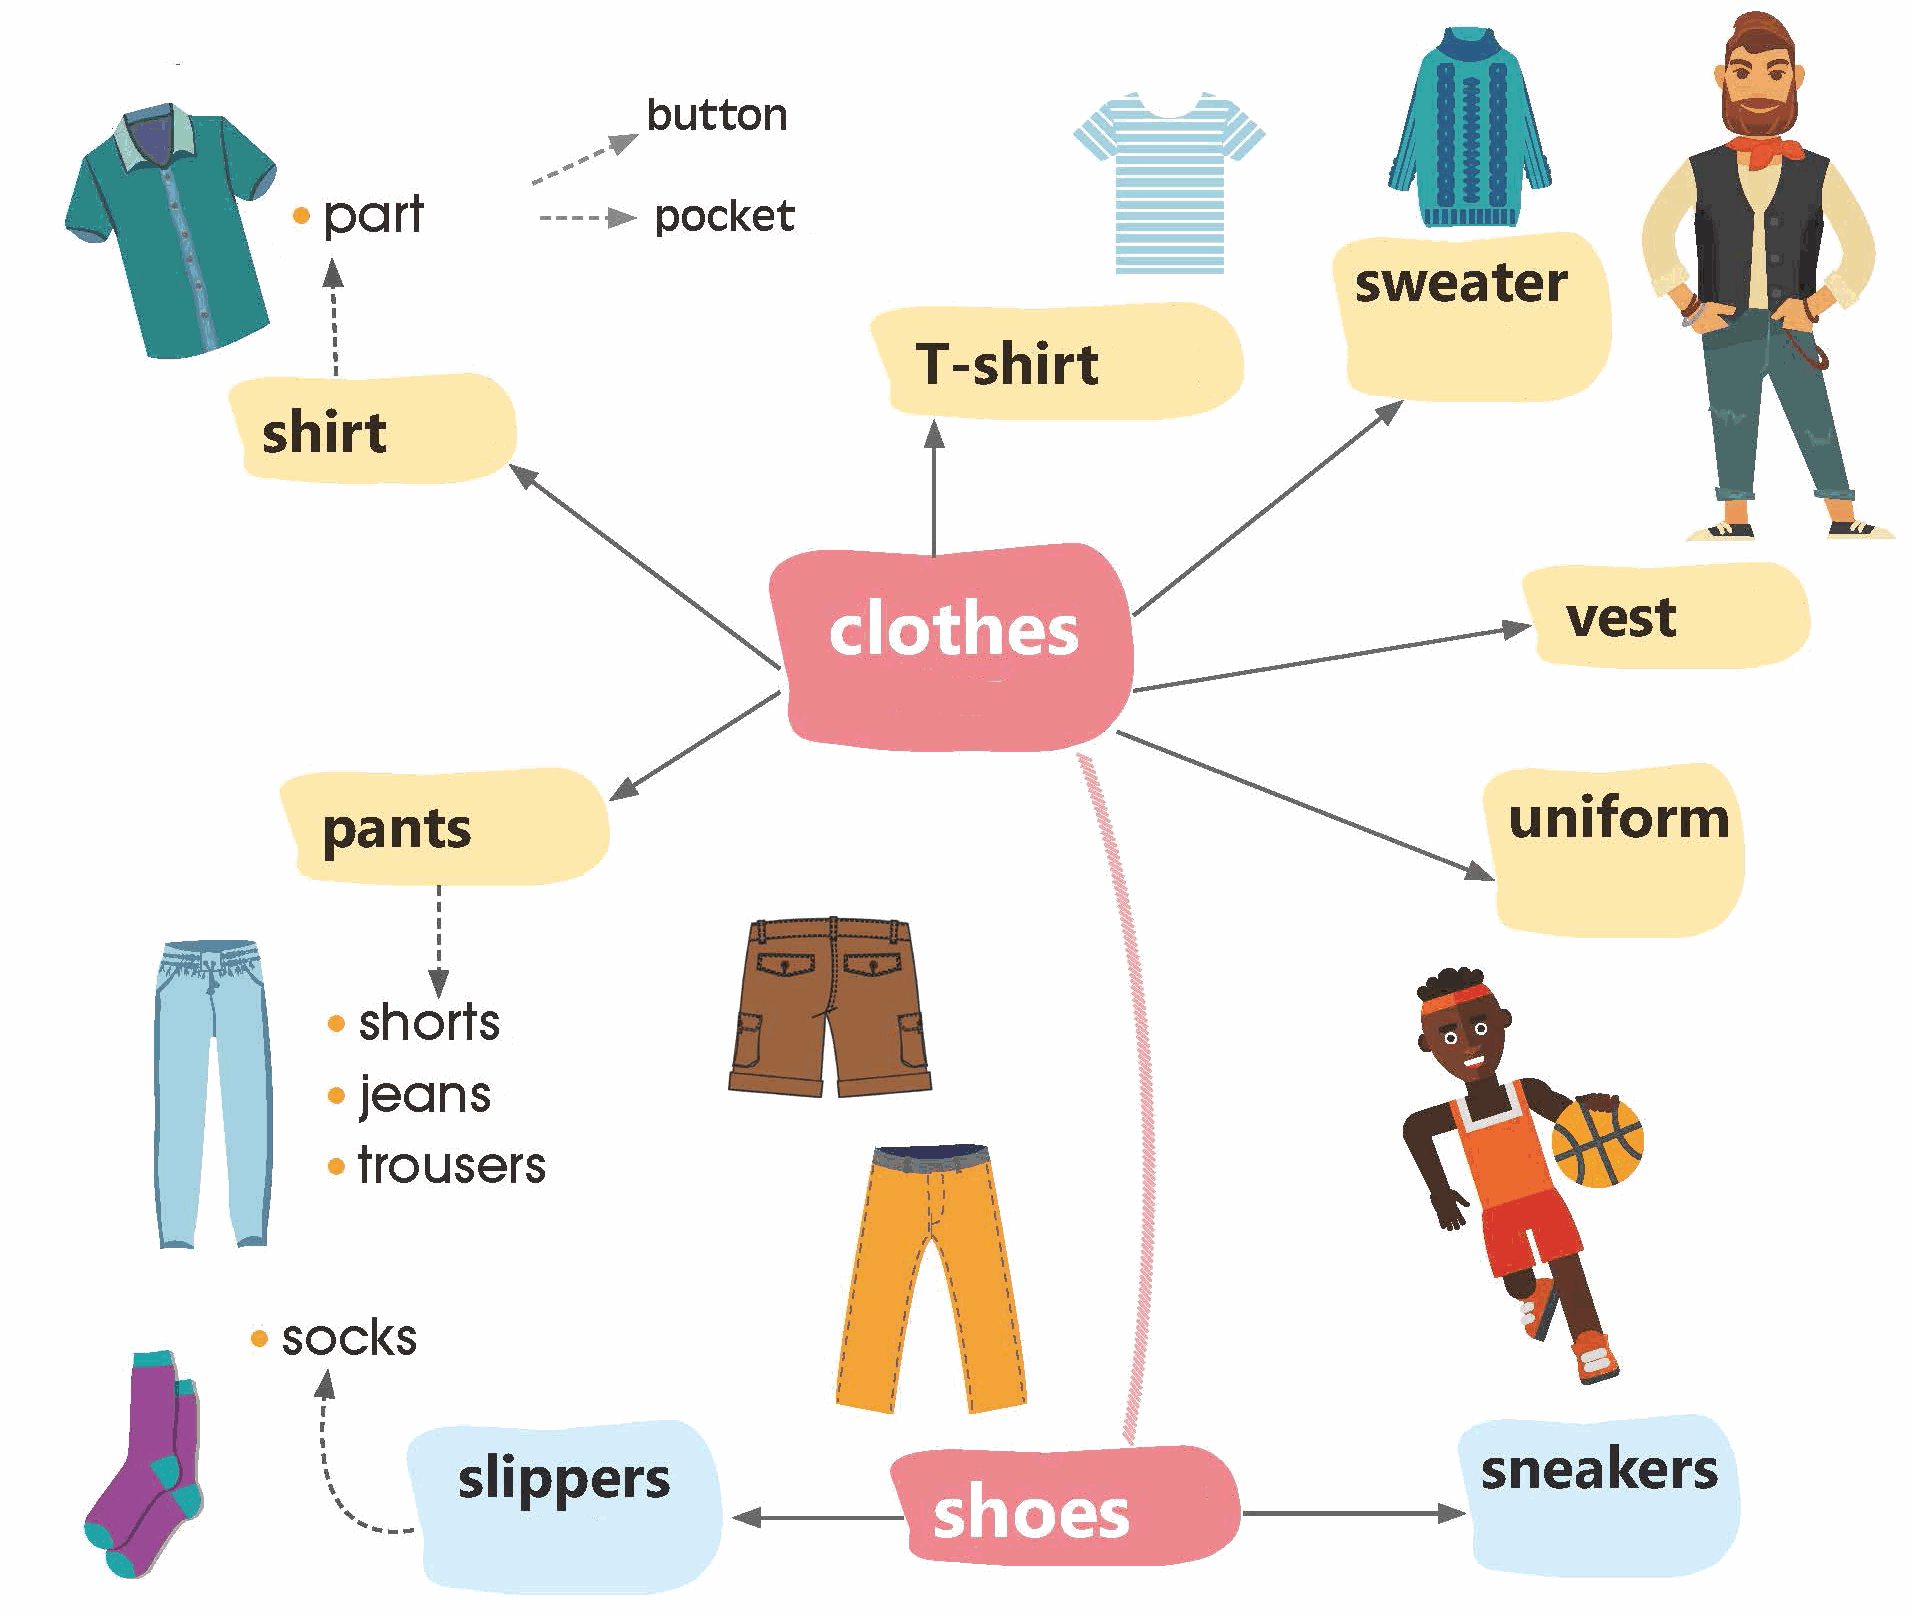 button
part
pocket
sweater
T-shirt
shirt
clothes
vest
uniform
pants
shorts
jeans
trousers
socks
slippers
shoes
sneakers